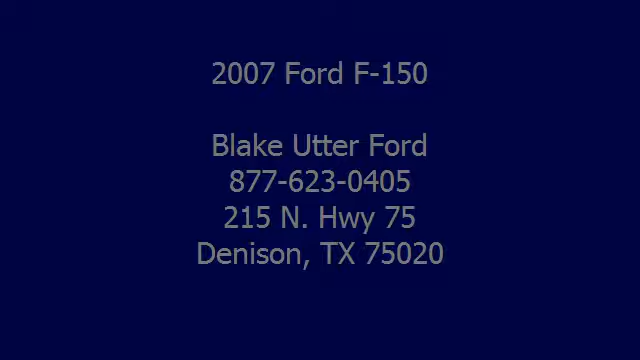 2007 Ford F-150
Blake Utter Ford
877-623-0405
215 N. Hwy 75
Denison, TX 75020